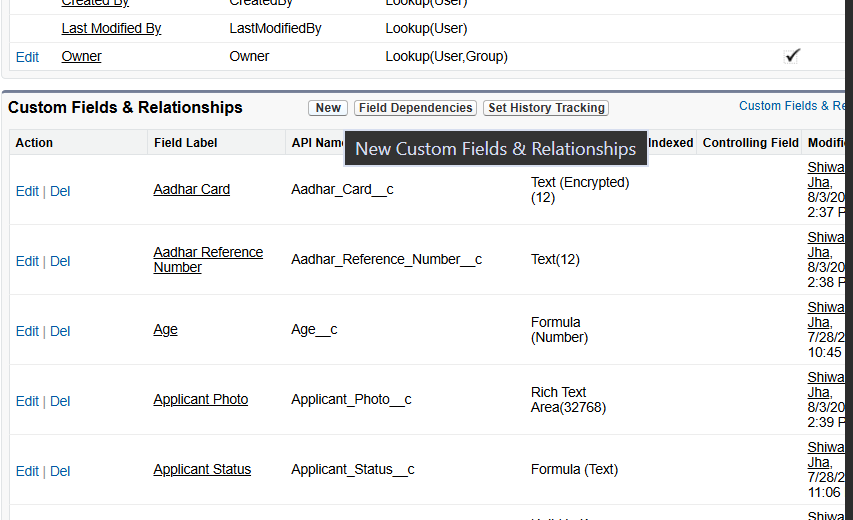 Created By CreatedBy Lookup(User)
Last Modified By LastModifiedBy Lookup(User)
Edit Owner Owner Lookup(User,Group)
Custom Fields & Relationships New Field Dependencies Set History Tracking Custom Fields & Re
Action Field Label API Name Indexed Controlling Field Modifie
New Custom Fields & Relationships
Edit | Del Aadhar Card Aadhar_Card__c Text (Encrypted)
(12)
Shiwa
Jha,
8/3/20
2:37 P
Edit | Del Aadhar Reference
Number
Aadhar_Reference_Number__c Text(12)
Shiwa
Jha,
8/3/20
2:38 P
Edit | Del Age Age__c Formula
(Number)
Shiwa
Jha,
7/28/2
10:45
Edit | Del Applicant Photo Applicant_Photo__c Rich Text
Area(32768)
Shiwa
Jha,
8/3/20
2:39 P
Edit | Del Applicant Status Applicant_Status__c Formula (Text)
Shiwa
Jha,
7/28/2
11:06
Shiwa